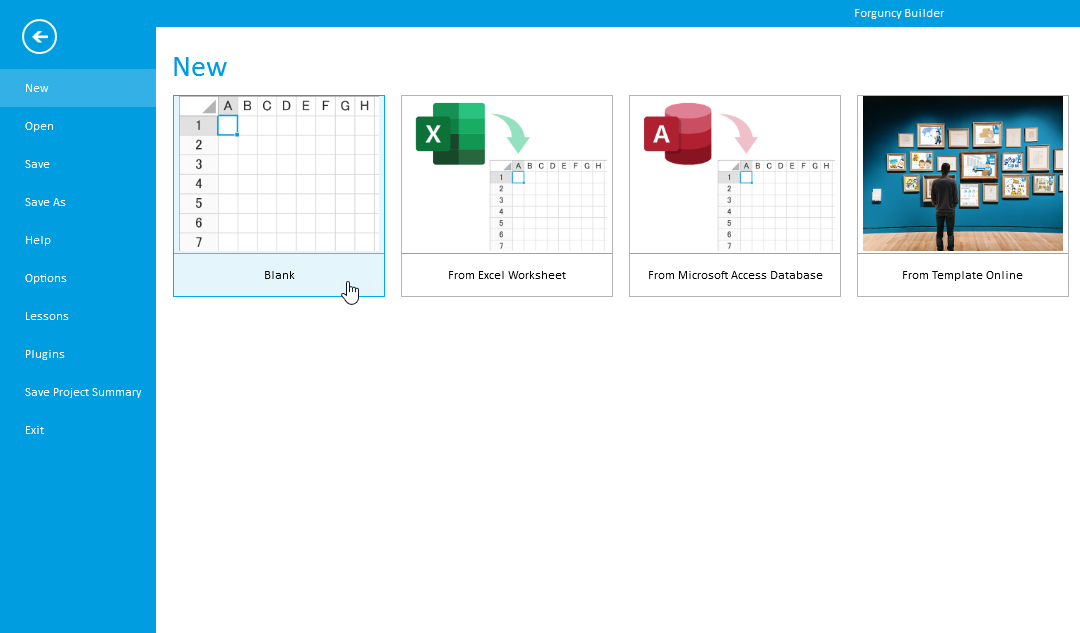 Forguncy Builder
New
Open
Save
Save As
Help
Options
Lessons
Plugins
Save Project Summary
Exit
New
A B C D E F G H
1
2
3
4
5
6
7
Blank
X
A B C D E F G H
1
2
3
4
5
6
7
From Excel Worksheet
A
A B C D E F G H
1
2
3
4
5
6
7
From Microsoft Access Database
From Template Online